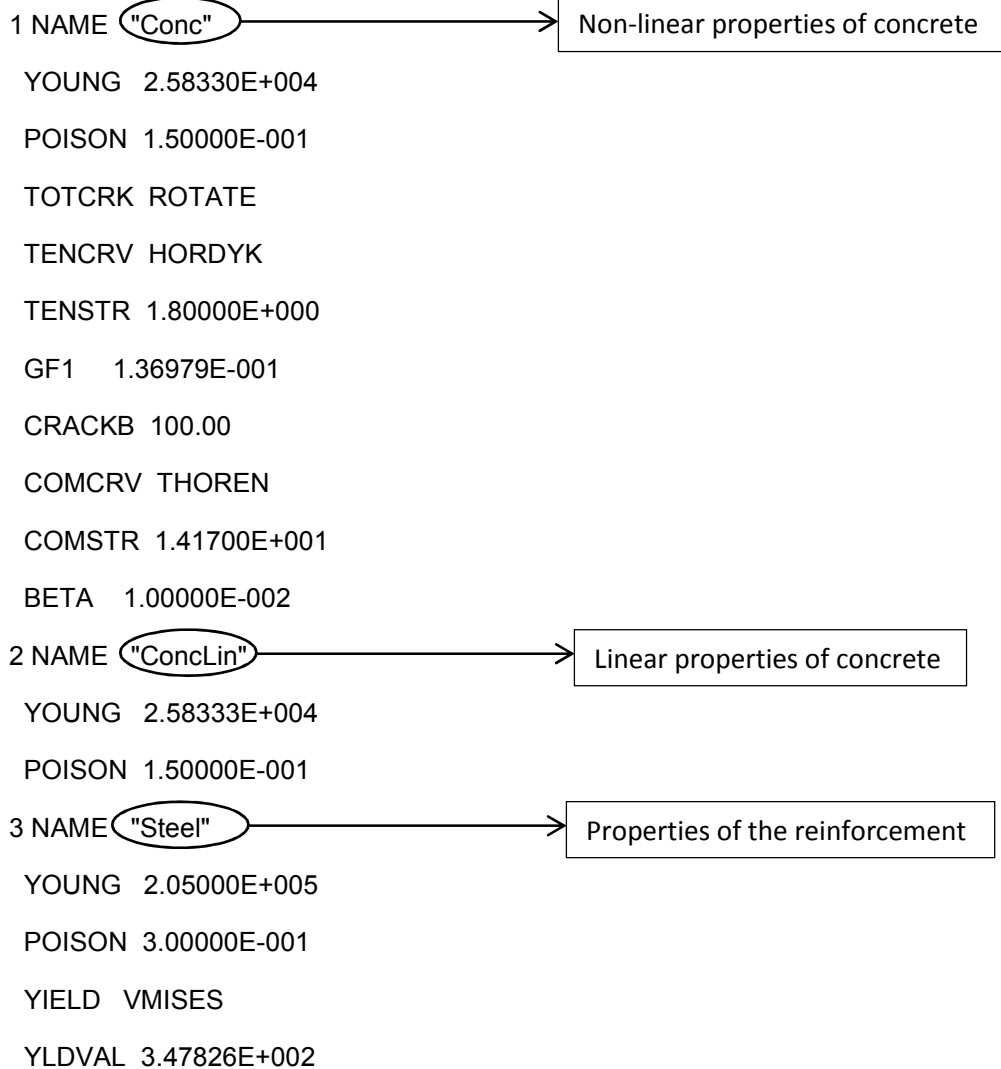 1 NAME "Conc"
Non-linear properties of concrete
YOUNG 2.58330E+004
POISON 1.50000E-001
TOTCRK ROTATE
TENCRV HORDYK
TENSTR 1.80000E+000
GF1 1.36979E-001
CRACKB 100.00
COMCRV THOREN
COMSTR 1.41700E+001
BETA 1.00000E-002
2 NAME "ConcLin"
Linear properties of concrete
YOUNG 2.58333E+004
POISON 1.50000E-001
3 NAME "Steel"
Properties of the reinforcement
YOUNG 2.05000E+005
POISON 3.00000E-001
YIELD VMISES
YLDVAL 3.47826E+002